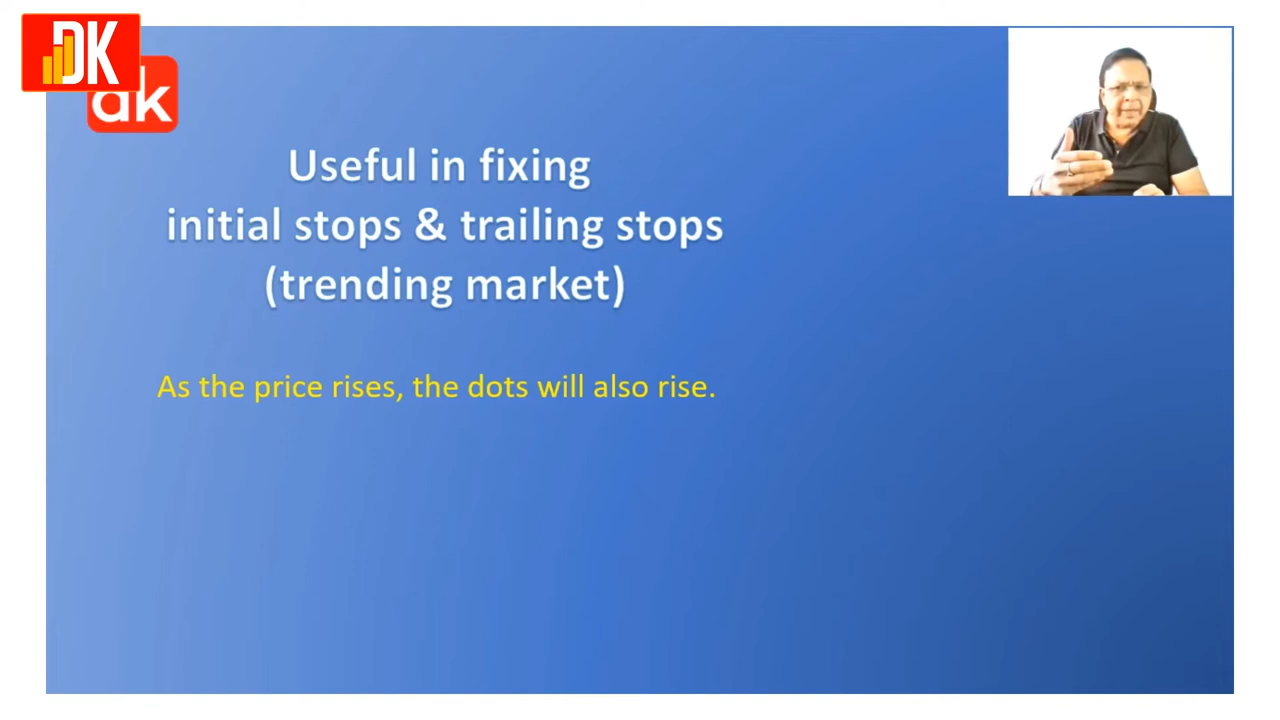 DK
dk
Useful in fixing
initial stops & trailing stops
(trending market)
As the price rises, the dots will also rise.